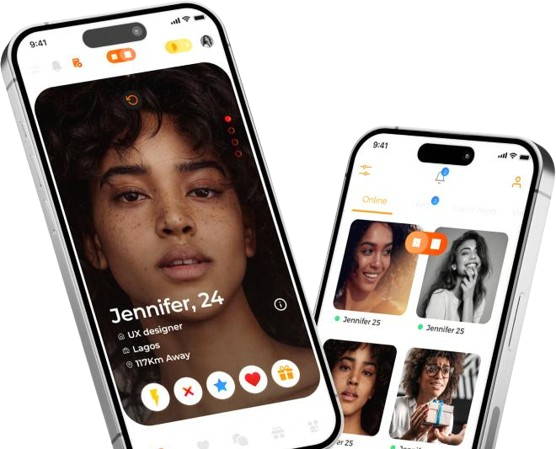 9:41
Jennifer, 24
UX designer
Lagos
117Km Away
9:41
Online
Jennifer 25
Jennifer 25